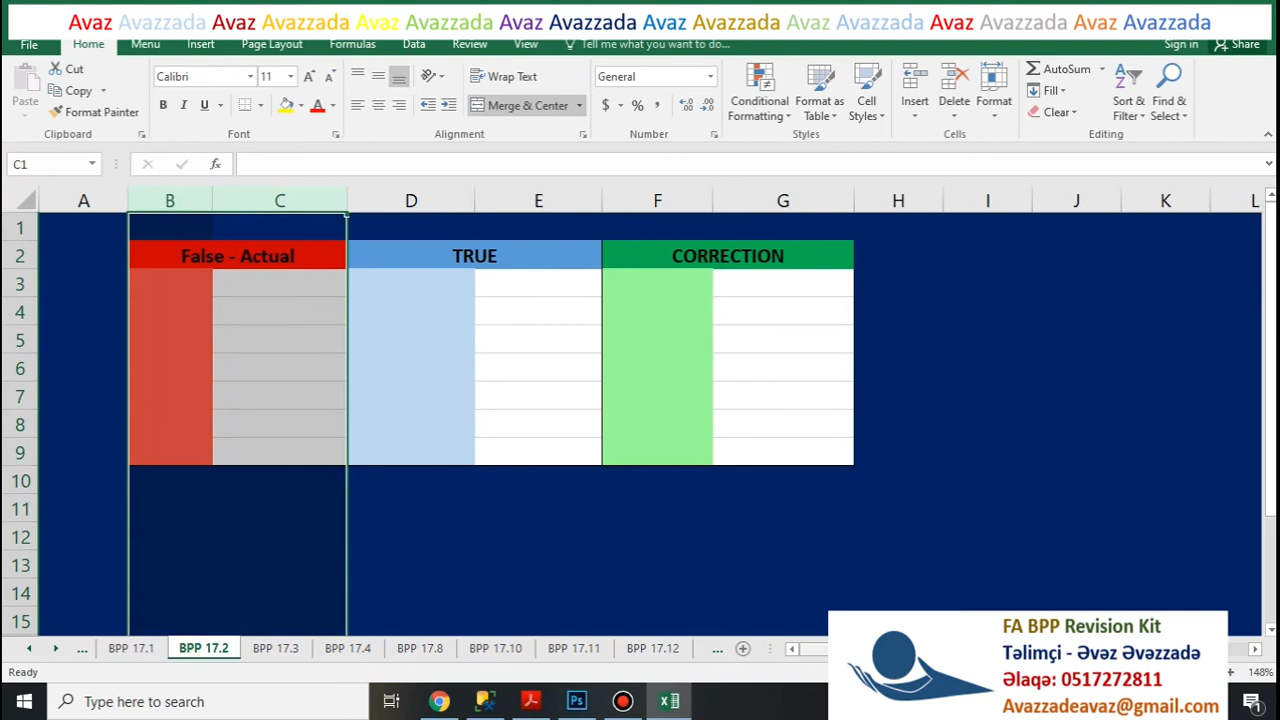 Avaz Avazzada Avaz Avazzada Avaz Avazzada Avaz Avazzada Avaz Avazzada Avaz Avazzada Avaz Avazzada Avaz Avazzada
File Home Menu Insert Page Layout Formulas Data Review View Tell me what you want to do... Sign in Share
Paste Cut Copy Format Painter
Calibri 11
B I U
Wrap Text
Merge & Center
General
$ % ,
Conditional Formatting Format as Table Cell Styles
Insert Delete Format
AutoSum Fill Clear
Sort & Filter Find & Select
Clipboard Font Alignment Number Styles Cells Editing
C1 fx
A B C D E F G H I J K L
1
2 False - Actual TRUE CORRECTION
3
4
5
6
7
8
9
10
11
12
13
14
15
FA BPP Revision Kit
Təlimçi - Əvəz Əvəzzadə
Əlaqə: 0517272811
Avazzadeavaz@gmail.com
... BPP 17.1 BPP 17.2 BPP 17.3 BPP 17.4 BPP 17.8 BPP 17.10 BPP 17.11 BPP 17.12 ...
Ready 148%
Type here to search Ps 1